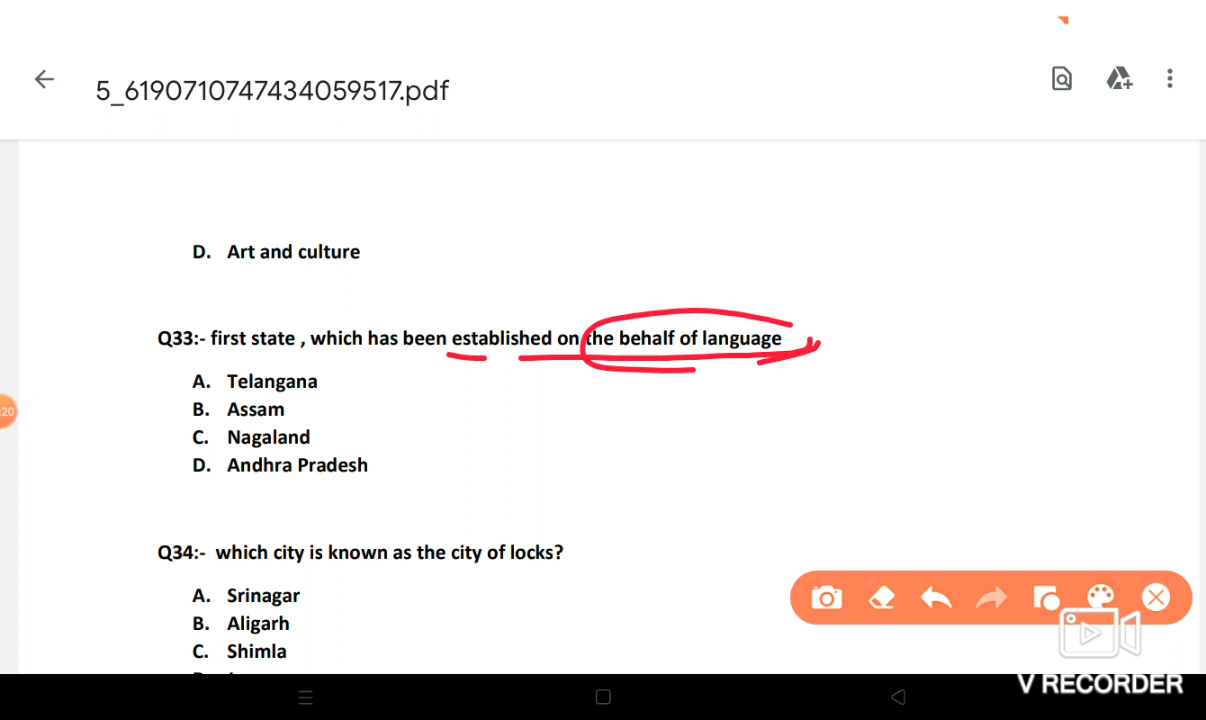 5_6190710747434059517.pdf
D. Art and culture
Q33:- first state , which has been established on the behalf of language
A. Telangana
B. Assam
C. Nagaland
D. Andhra Pradesh
Q34:- which city is known as the city of locks?
A. Srinagar
B. Aligarh
C. Shimla
:20
V RECORDER